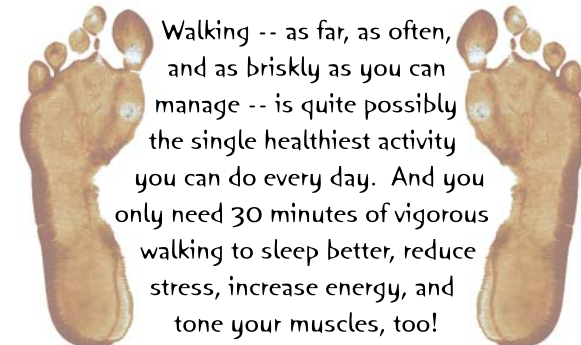 Walking -- as far, as often,
and as briskly as you can
manage -- is quite possibly
the single healthiest activity
you can do every day.  And you
only need 30 minutes of vigorous
walking to sleep better, reduce
stress, increase energy, and
tone your muscles, too!